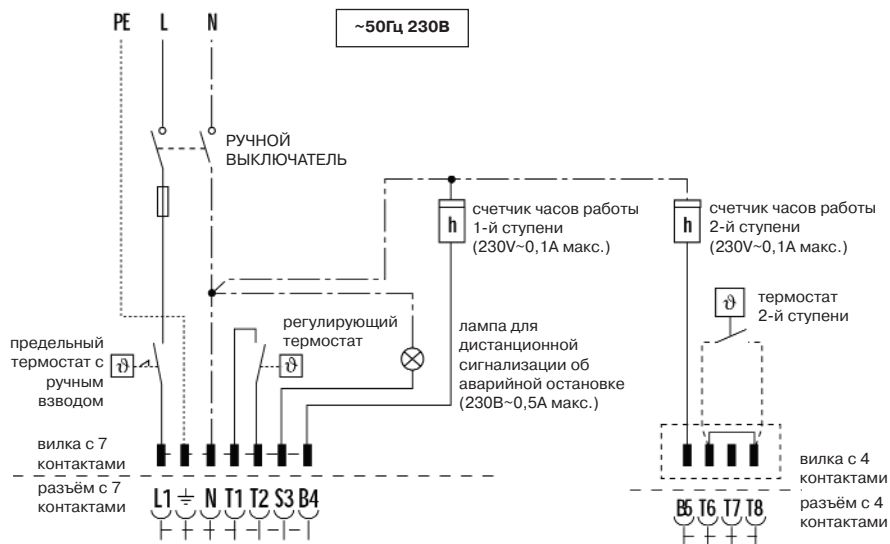 PE L N
~50Гц 230В
РУЧНОЙ
ВЫКЛЮЧАТЕЛЬ
h
счетчик часов работы
1-й ступени
(230V~0,1А макс.)
h
счетчик часов работы
2-й ступени
(230V~0,1А макс.)
ϑ
термостат
2-й ступени
предельный
термостат с
ручным
взводом
ϑ
регулирующий
термостат
ϑ
лампа для
дистанционной
сигнализации об
аварийной остановке
(230В~0,5А макс.)
вилка с 7
контактами
разъём с 7
контактами
L1 N T1 T2 S3 B4
вилка с 4
контактами
разъём с 4
контактами
B5 T6 T7 T8